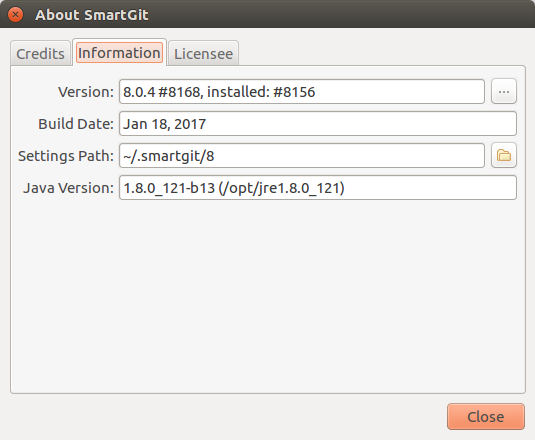 About SmartGit
Credits Information Licensee
Version: 8.0.4 #8168, installed: #8156 ...
Build Date: Jan 18, 2017
Settings Path: ~/.smartgit/8
Java Version: 1.8.0_121-b13 (/opt/jre1.8.0_121)
Close